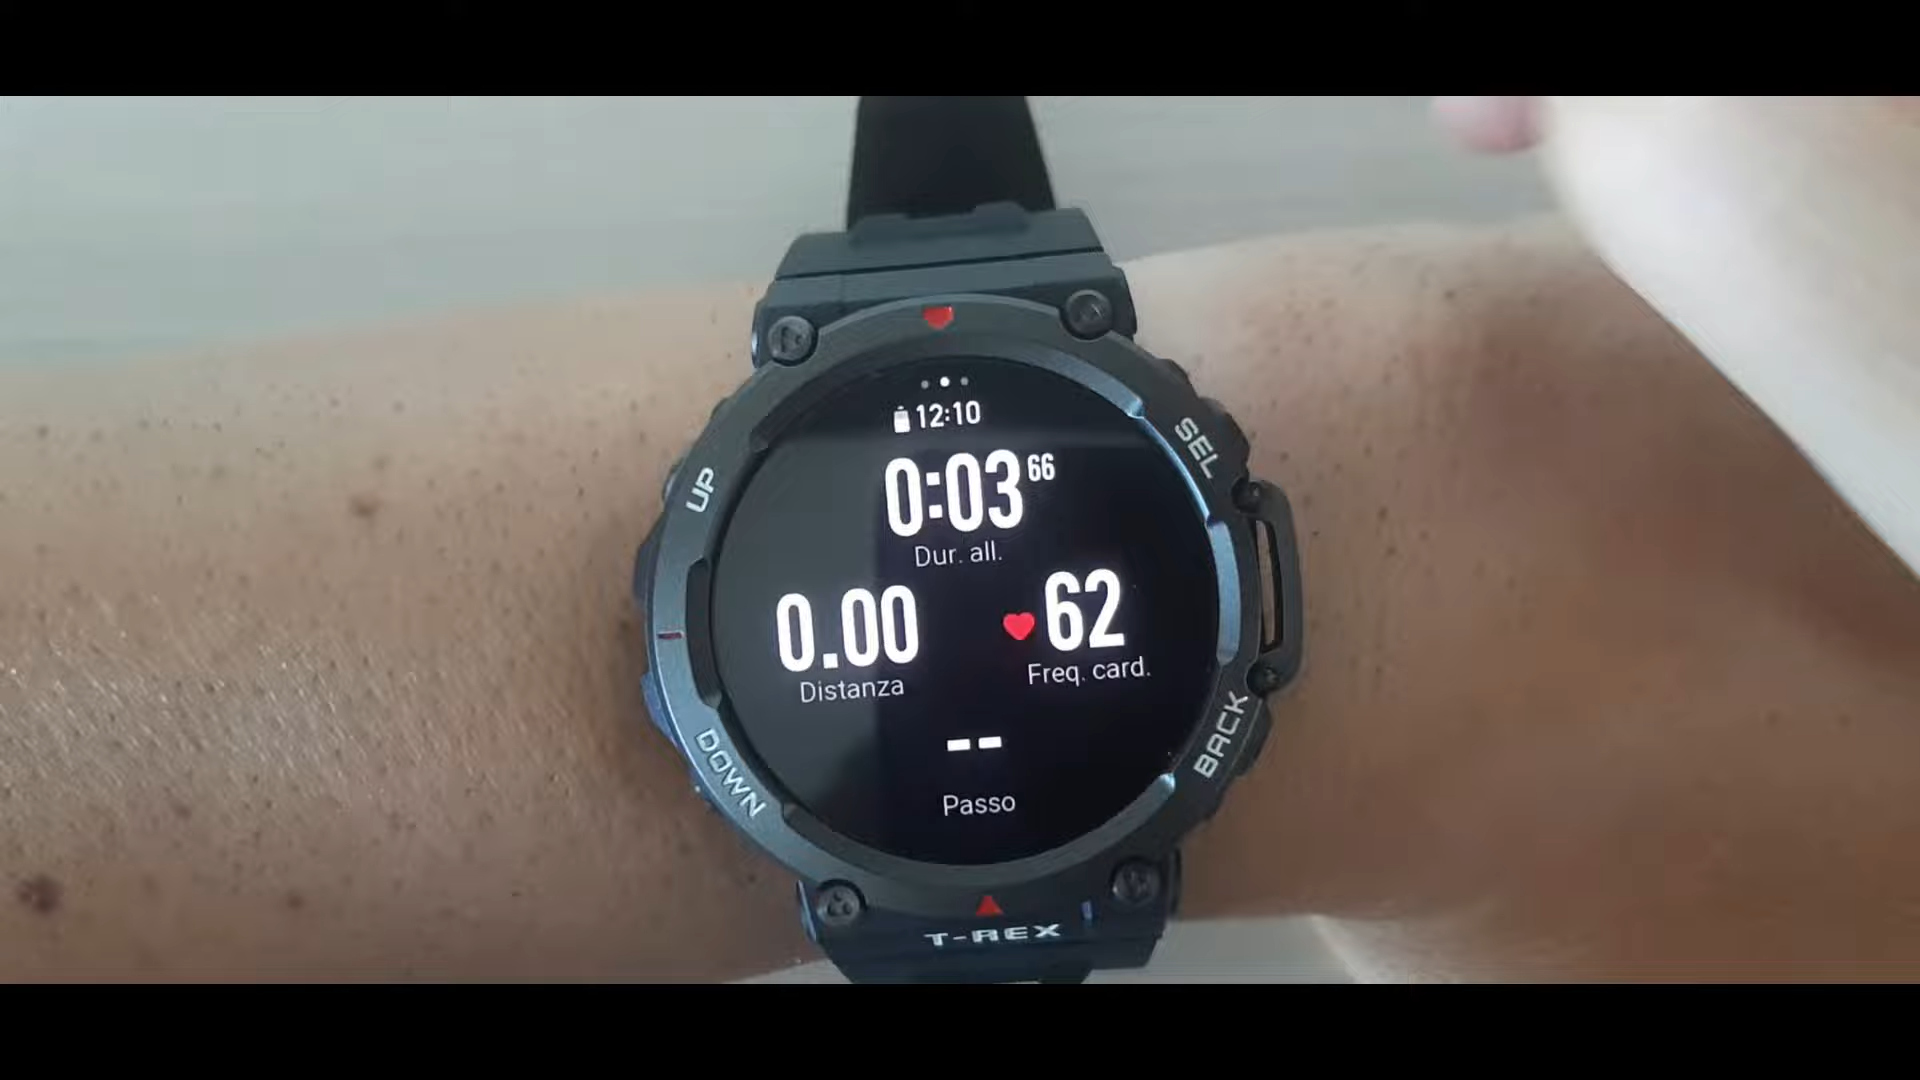 12:10
0:03 66
Dur. all.
0.00
62
Distanza
Freq. card.
--
Passo
UP
DOWN
SEL
BACK
T-REX